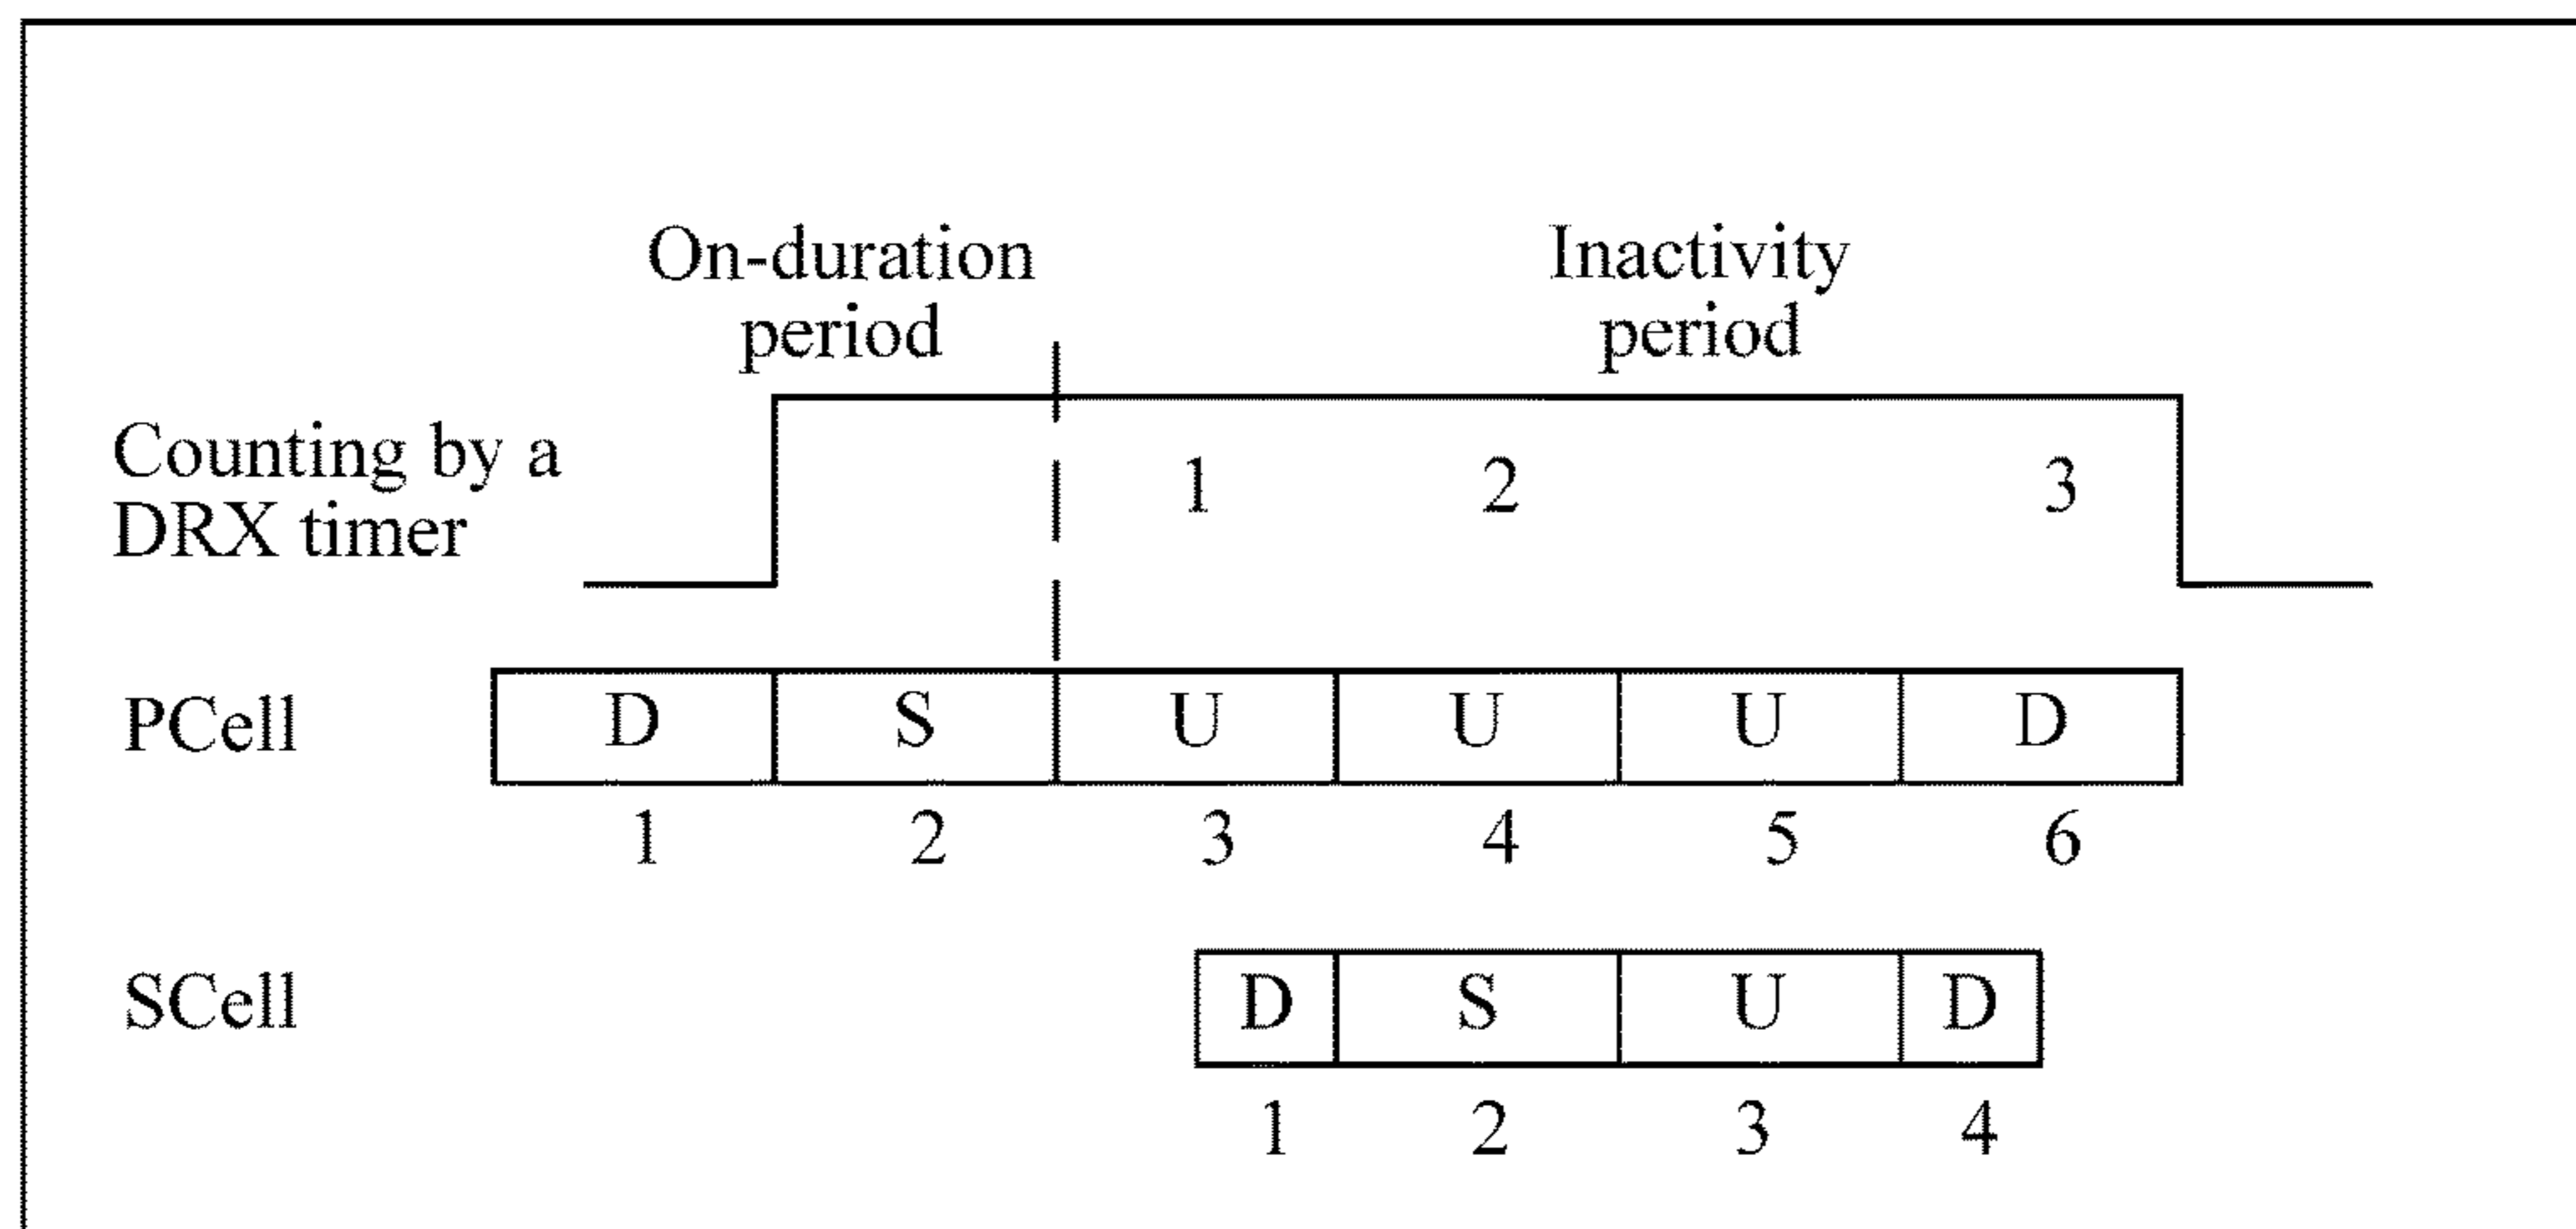 On-duration
period
Inactivity
period
Counting by a
DRX timer
1 2 3
PCell D S U U U D
1 2 3 4 5 6
SCell D S U D
1 2 3 4